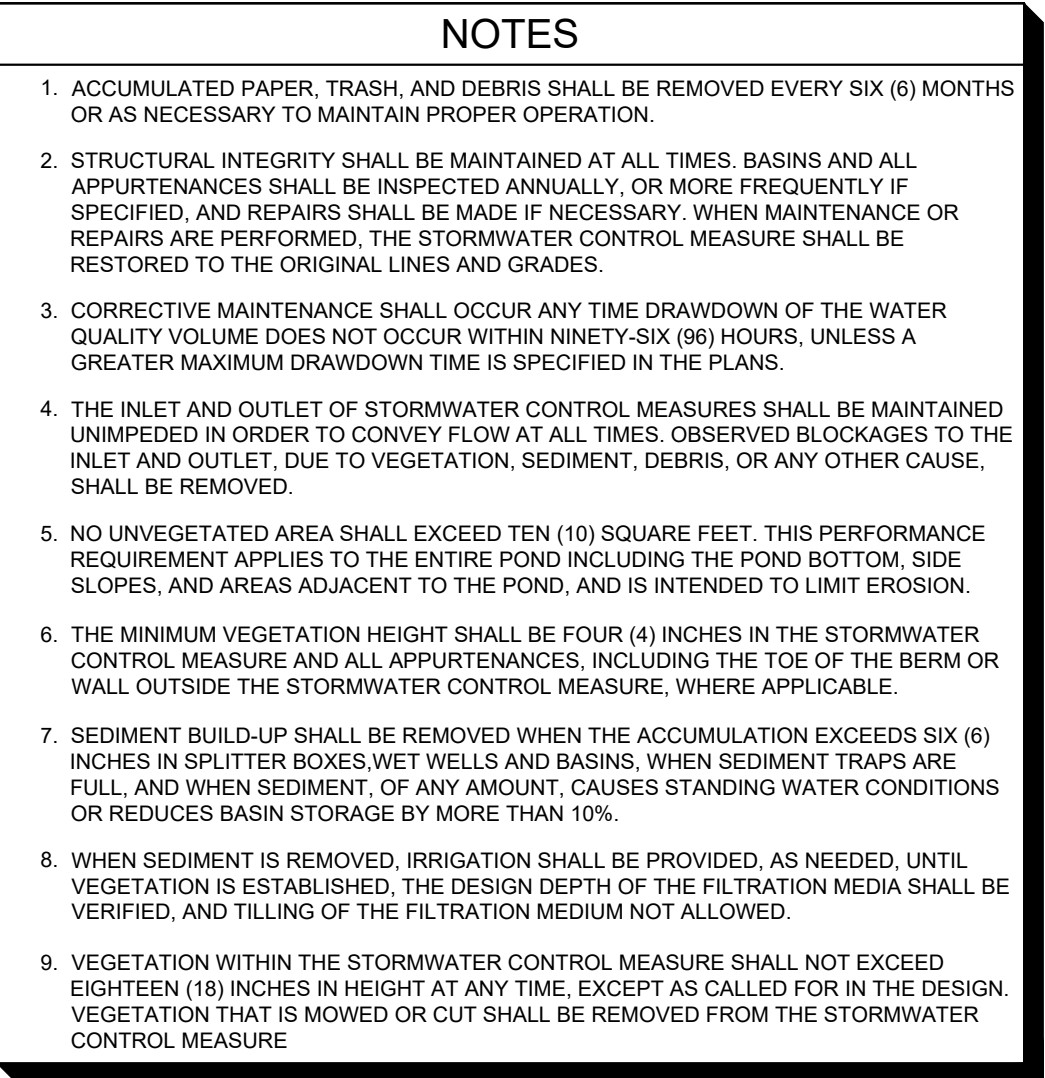 NOTES
1. ACCUMULATED PAPER, TRASH, AND DEBRIS SHALL BE REMOVED EVERY SIX (6) MONTHS
OR AS NECESSARY TO MAINTAIN PROPER OPERATION.
2. STRUCTURAL INTEGRITY SHALL BE MAINTAINED AT ALL TIMES. BASINS AND ALL
APPURTENANCES SHALL BE INSPECTED ANNUALLY, OR MORE FREQUENTLY IF
SPECIFIED, AND REPAIRS SHALL BE MADE IF NECESSARY. WHEN MAINTENANCE OR
REPAIRS ARE PERFORMED, THE STORMWATER CONTROL MEASURE SHALL BE
RESTORED TO THE ORIGINAL LINES AND GRADES.
3. CORRECTIVE MAINTENANCE SHALL OCCUR ANY TIME DRAWDOWN OF THE WATER
QUALITY VOLUME DOES NOT OCCUR WITHIN NINETY-SIX (96) HOURS, UNLESS A
GREATER MAXIMUM DRAWDOWN TIME IS SPECIFIED IN THE PLANS.
4. THE INLET AND OUTLET OF STORMWATER CONTROL MEASURES SHALL BE MAINTAINED
UNIMPEDED IN ORDER TO CONVEY FLOW AT ALL TIMES. OBSERVED BLOCKAGES TO THE
INLET AND OUTLET, DUE TO VEGETATION, SEDIMENT, DEBRIS, OR ANY OTHER CAUSE,
SHALL BE REMOVED.
5. NO UNVEGETATED AREA SHALL EXCEED TEN (10) SQUARE FEET. THIS PERFORMANCE
REQUIREMENT APPLIES TO THE ENTIRE POND INCLUDING THE POND BOTTOM, SIDE
SLOPES, AND AREAS ADJACENT TO THE POND, AND IS INTENDED TO LIMIT EROSION.
6. THE MINIMUM VEGETATION HEIGHT SHALL BE FOUR (4) INCHES IN THE STORMWATER
CONTROL MEASURE AND ALL APPURTENANCES, INCLUDING THE TOE OF THE BERM OR
WALL OUTSIDE THE STORMWATER CONTROL MEASURE, WHERE APPLICABLE.
7. SEDIMENT BUILD-UP SHALL BE REMOVED WHEN THE ACCUMULATION EXCEEDS SIX (6)
INCHES IN SPLITTER BOXES,WET WELLS AND BASINS, WHEN SEDIMENT TRAPS ARE
FULL, AND WHEN SEDIMENT, OF ANY AMOUNT, CAUSES STANDING WATER CONDITIONS
OR REDUCES BASIN STORAGE BY MORE THAN 10%.
8. WHEN SEDIMENT IS REMOVED, IRRIGATION SHALL BE PROVIDED, AS NEEDED, UNTIL
VEGETATION IS ESTABLISHED, THE DESIGN DEPTH OF THE FILTRATION MEDIA SHALL BE
VERIFIED, AND TILLING OF THE FILTRATION MEDIUM NOT ALLOWED.
9. VEGETATION WITHIN THE STORMWATER CONTROL MEASURE SHALL NOT EXCEED
EIGHTEEN (18) INCHES IN HEIGHT AT ANY TIME, EXCEPT AS CALLED FOR IN THE DESIGN.
VEGETATION THAT IS MOWED OR CUT SHALL BE REMOVED FROM THE STORMWATER
CONTROL MEASURE